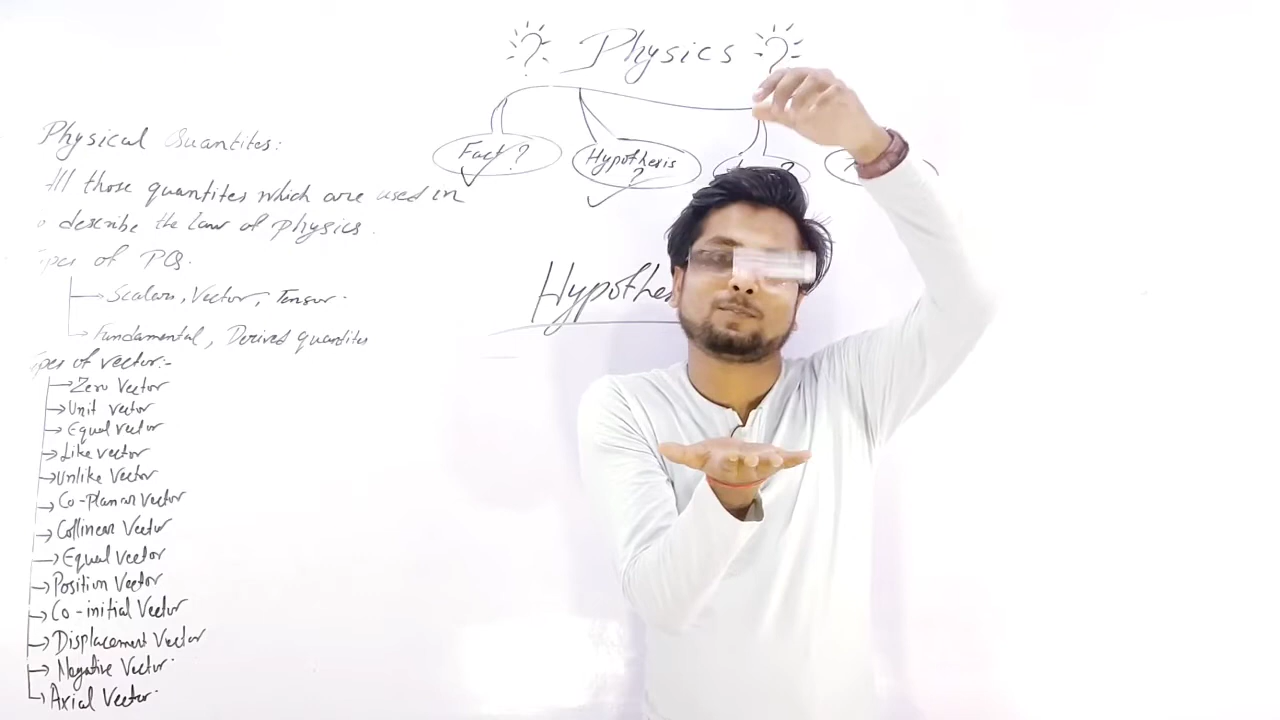 ? Physics ?
Fact ?
Hypothesis
?
?
Hypothes
Physical Quantites:
All those quantites which are used in
describe the law of physics.
of PQ.
Scalars, Vector, Tensor.
Fundamental, Derived quantites
of vector:-
Zero Vector
Unit vector
Equal vector
Like vector
Unlike Vector
Co-planar Vector
Collinear Vector
Equal vector
Position Vector
Co-initial Vector
Displacement Vector
Negative Vector.
Axial Vector.